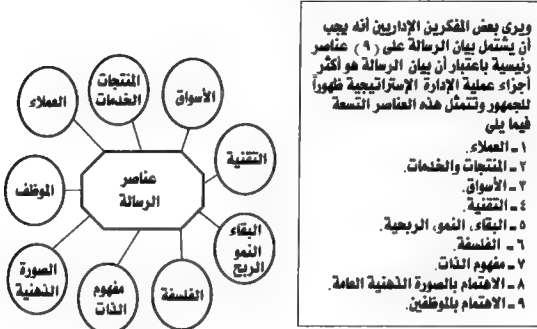 ويرى بعض المفكرين الإداريين أنه يجب
أن يشتمل بيان الرسالة على (٩) عناصر
رئيسية باعتبار أن بيان الرسالة هو أكثر
أجزاء عملية الإدارة الإستراتيجية ظهوراً
للجمهور وتتمثل هذه العناصر التسعة
فيما يلي
١ - العملاء.
٢ - المنتجات والخدمات.
٣ - الأسواق.
٤ - التقنية.
٥ - البقاء، النمو، الربحية.
٦ - الفلسفة.
٧ - مفهوم الذات.
٨ - الاهتمام بالصورة الذهنية العامة.
٩ - الاهتمام بالموظفين.
عناصر
الرسالة
الأسواق
المنتجات
الخدمات
العملاء
التقنية
الموظف
البقاء
النمو
الربح
الصورة
الذهنية
مفهوم
الذات
الفلسفة